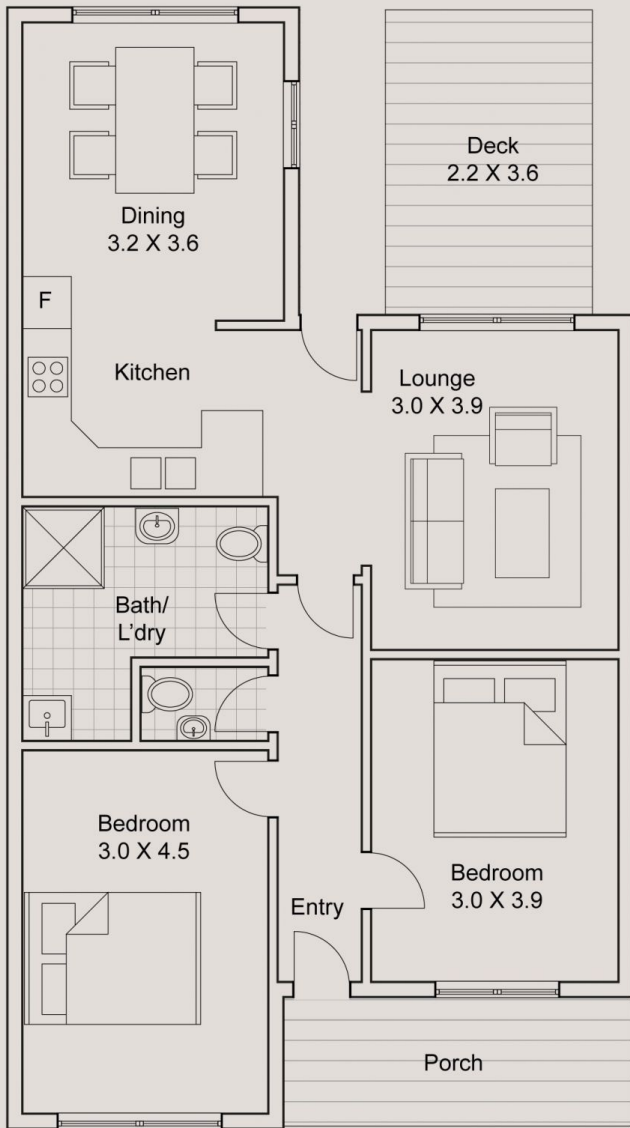 Deck
2.2 X 3.6
Dining
3.2 X 3.6
F
Kitchen
Lounge
3.0 X 3.9
Bath/
L'dry
Bedroom
3.0 X 4.5
Bedroom
3.0 X 3.9
Entry
Porch